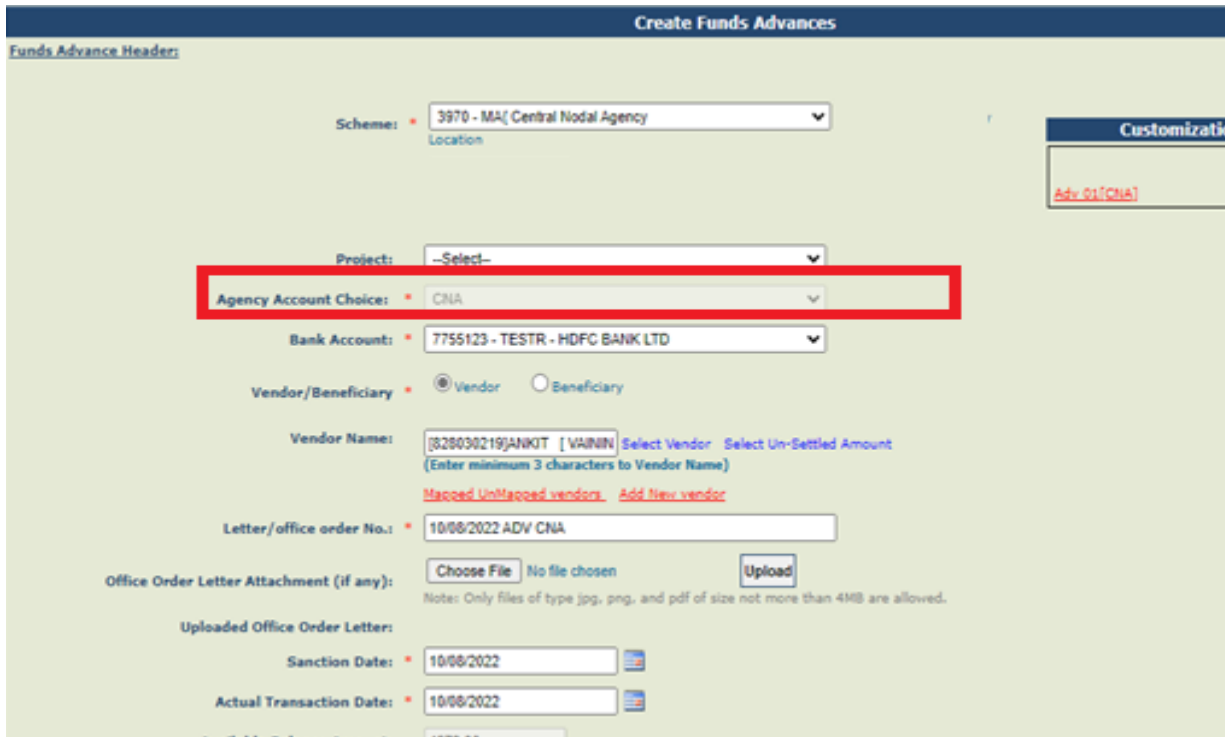 Create Funds Advances
Funds Advance Header:
Scheme: * 3970 - MA( Central Nodal Agency
Location
Customizati
Adv 01[CNA]
Project: --Select--
Agency Account Choice: * CNA
Bank Account: * 7755123 - TESTR - HDFC BANK LTD
Vendor/Beneficiary * Vendor Beneficiary
Vendor Name: [828030219]ANKIT [ VAININ Select Vendor Select Un-Settled Amount
(Enter minimum 3 characters to Vendor Name)
Mapped UnMapped vendors Add New vendor
Letter/office order No.: * 10/08/2022 ADV CNA
Office Order Letter Attachment (if any): Choose File No file chosen Upload
Note: Only files of type jpg, png, and pdf of size not more than 4MB are allowed.
Uploaded Office Order Letter:
Sanction Date: * 10/08/2022
Actual Transaction Date: * 10/08/2022